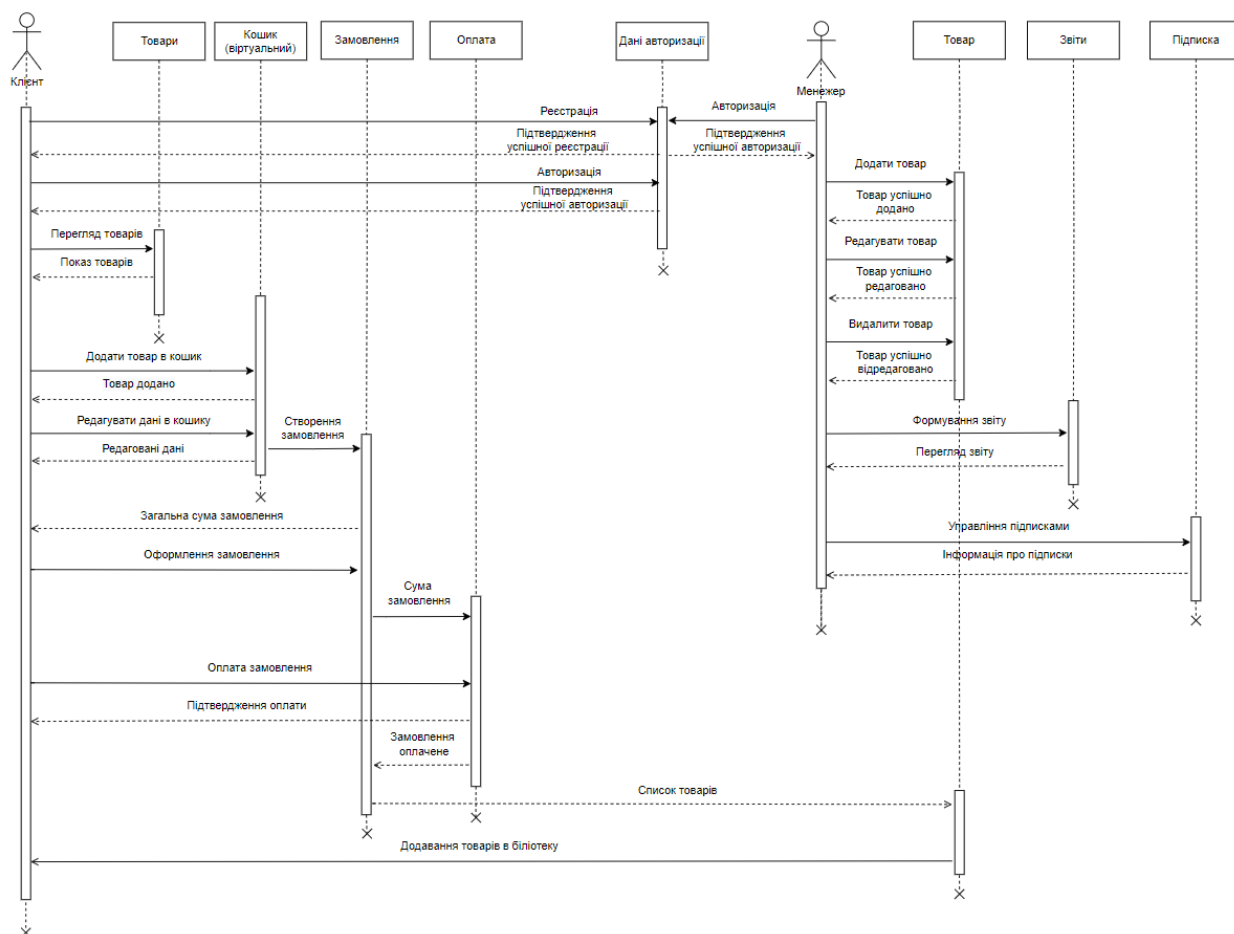 Товари
Кошик
(віртуальний)
Замовлення
Оплата
Дані авторизації
Товар
Звіти
Підписка
Клієнт
Менежер
Реєстрація
Авторизація
Підтвердження
успішної реєстрації
Підтвердження
успішної авторизації
Додати товар
Авторизація
Підтвердження
успішної авторизації
Товар успішно
додано
Перегляд товарів
Редагувати товар
Показ товарів
Товар успішно
редаговано
Видалити товар
Додати товар в кошик
Товар успішно
відредаговано
Товар додано
Редагувати дані в кошику
Створення
замовлення
Формування звіту
Редаговані дані
Перегляд звіту
Загальна сума замовлення
Управління підписками
Оформлення замовлення
Інформація про підписки
Сума
замовлення
Оплата замовлення
Підтвердження оплати
Замовлення
оплачене
Список товарів
Додавання товарів в біліотеку